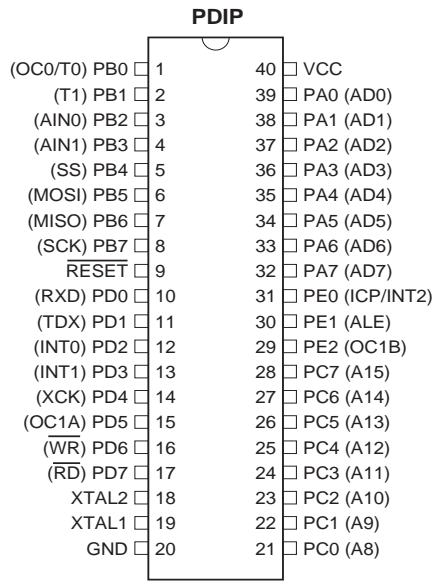 PDIP
(OC0/T0) PB0 1 40 VCC
(T1) PB1 2 39 PA0 (AD0)
(AIN0) PB2 3 38 PA1 (AD1)
(AIN1) PB3 4 37 PA2 (AD2)
(SS) PB4 5 36 PA3 (AD3)
(MOSI) PB5 6 35 PA4 (AD4)
(MISO) PB6 7 34 PA5 (AD5)
(SCK) PB7 8 33 PA6 (AD6)
RESET 9 32 PA7 (AD7)
(RXD) PD0 10 31 PE0 (ICP/INT2)
(TDX) PD1 11 30 PE1 (ALE)
(INT0) PD2 12 29 PE2 (OC1B)
(INT1) PD3 13 28 PC7 (A15)
(XCK) PD4 14 27 PC6 (A14)
(OC1A) PD5 15 26 PC5 (A13)
(WR) PD6 16 25 PC4 (A12)
(RD) PD7 17 24 PC3 (A11)
XTAL2 18 23 PC2 (A10)
XTAL1 19 22 PC1 (A9)
GND 20 21 PC0 (A8)